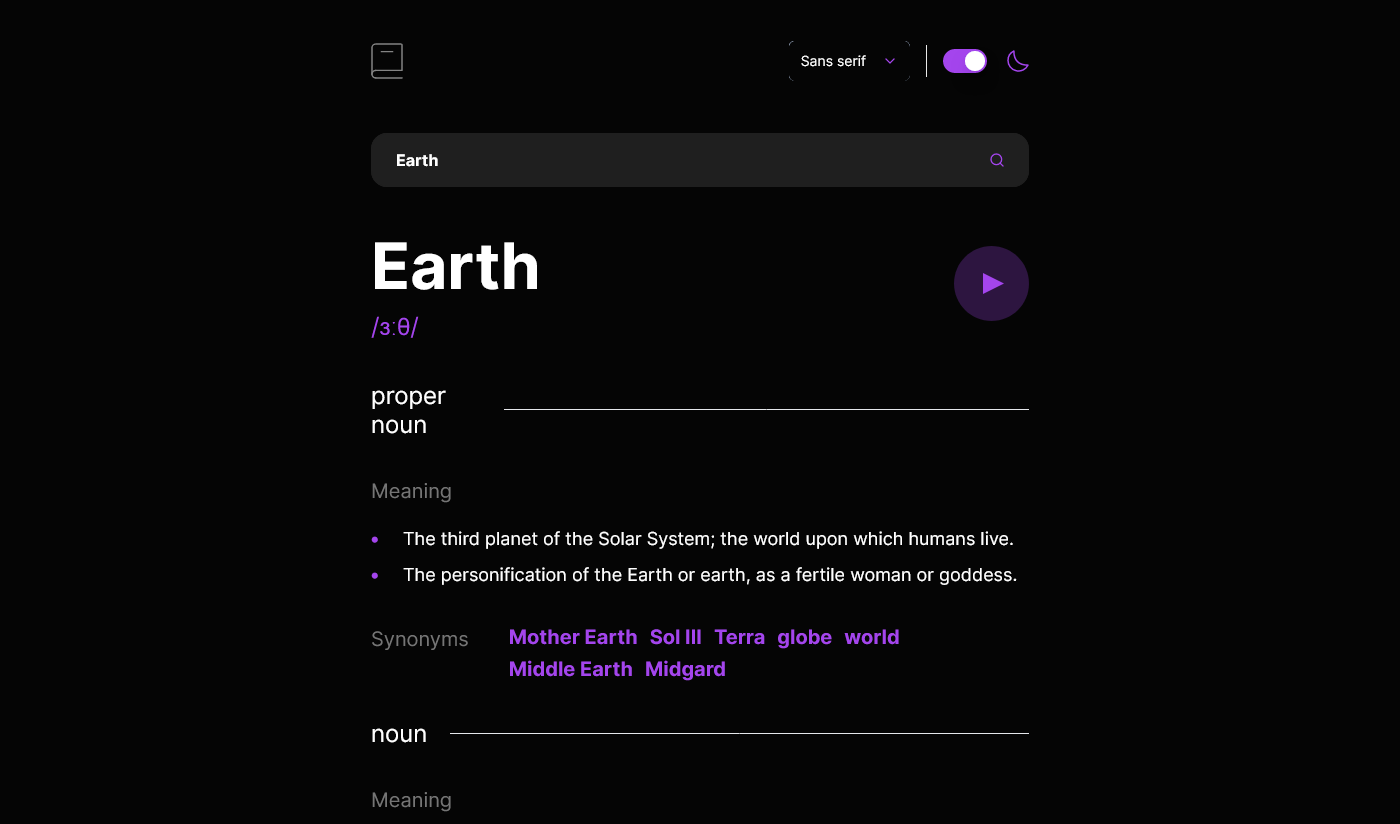 Sans serif
Earth
Earth
/ɜːθ/
proper
noun
Meaning
The third planet of the Solar System; the world upon which humans live.
The personification of the Earth or earth, as a fertile woman or goddess.
Synonyms
Mother Earth Sol III Terra globe world
Middle Earth Midgard
noun
Meaning